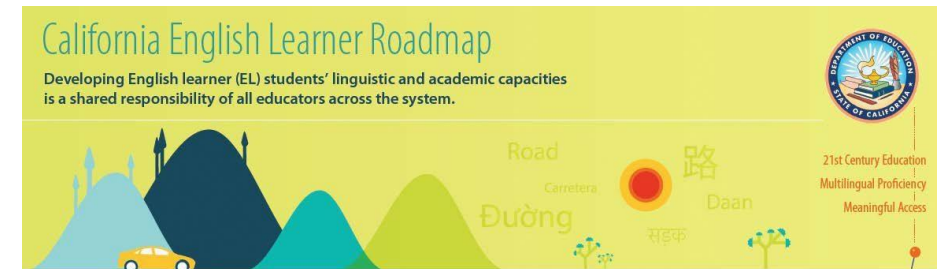 California English Learner Roadmap
Developing English learner (EL) students' linguistic and academic capacities
is a shared responsibility of all educators across the system.
DEPARTMENT OF EDUCATION
STATE OF CALIFORNIA
Road
路
Carretera
Daan
Đường
सड़क
21st Century Education
Multilingual Proficiency
Meaningful Access